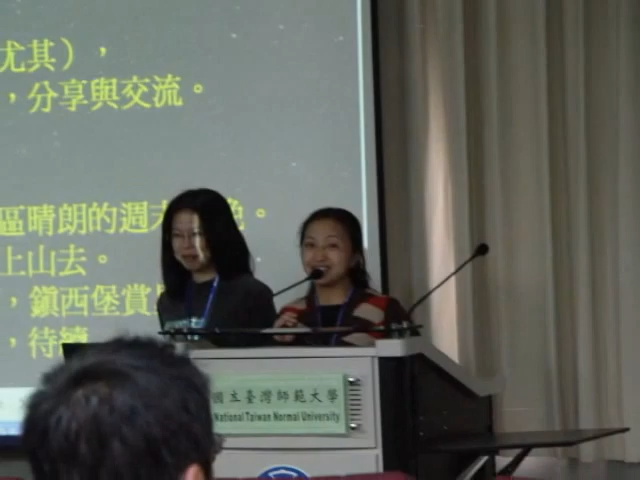 尤其），
，分享與交流。
區晴朗的週末
上山去。
，鎮西堡賞
，待續
國立臺灣師範大學
National Taiwan Normal University